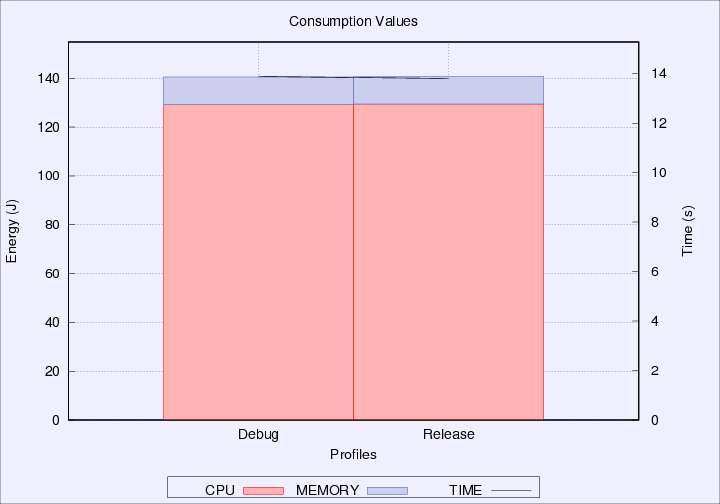 Consumption Values
140
120
100
80
60
40
20
0
Energy (J)
14
12
10
8
6
4
2
0
Time (s)
Debug Release
Profiles
CPU MEMORY TIME